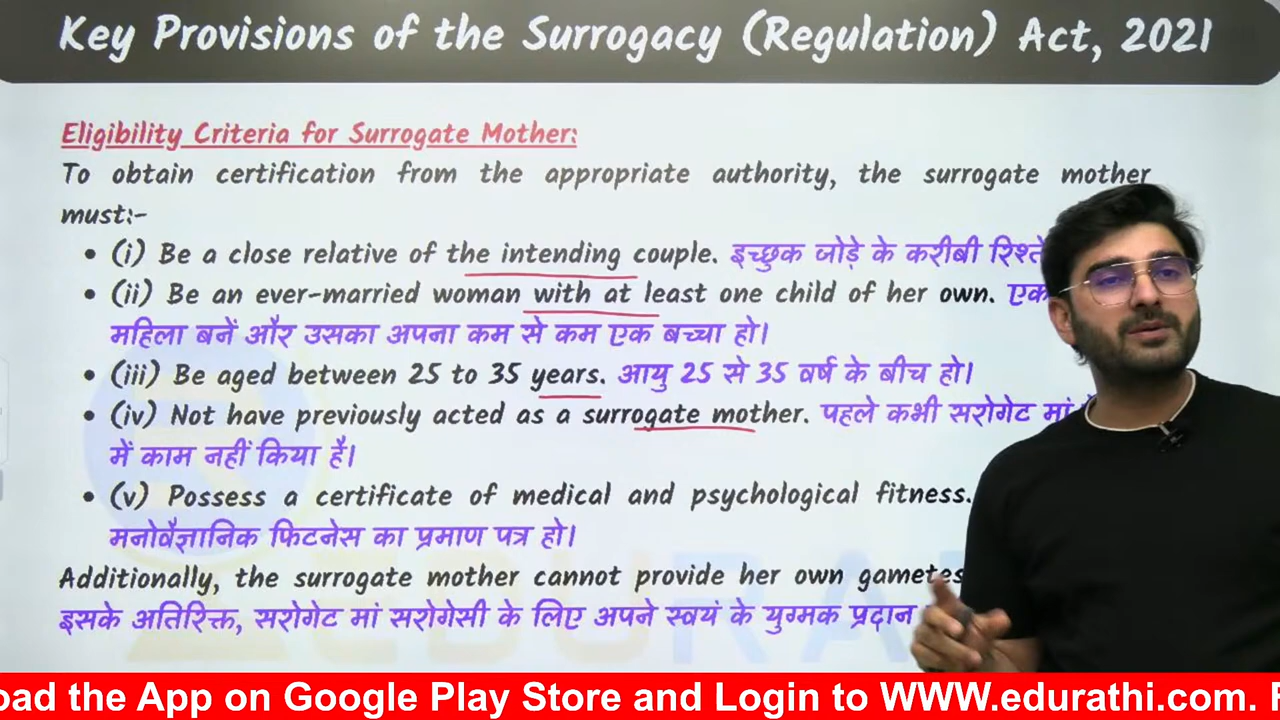 Key Provisions of the Surrogacy (Regulation) Act, 2021
Eligibility Criteria for Surrogate Mother:
To obtain certification from the appropriate authority, the surrogate mother
must:-
• (i) Be a close relative of the intending couple. इच्छुक जोड़े के करीबी
• (ii) Be an ever-married woman with at least one child of her own. एक
महिला बनें और उसका अपना कम से कम एक बच्चा हो।
• (iii) Be aged between 25 to 35 years. आयु 25 से 35 वर्ष के बीच हो।
• (iv) Not have previously acted as a surrogate mother. पहले कभी सरोगेट मां
में काम नहीं किया है।
• (v) Possess a certificate of medical and psychological fitness.
मनोवैज्ञानिक फिटनेस का प्रमाण पत्र हो।
Additionally, the surrogate mother cannot provide her own gametes
इसके अतिरिक्त, सरोगेट मां सरोगेसी के लिए अपने स्वयं के युग्मक प्रदान
the App on Google Play Store and Login to WWW.edurathi.com.